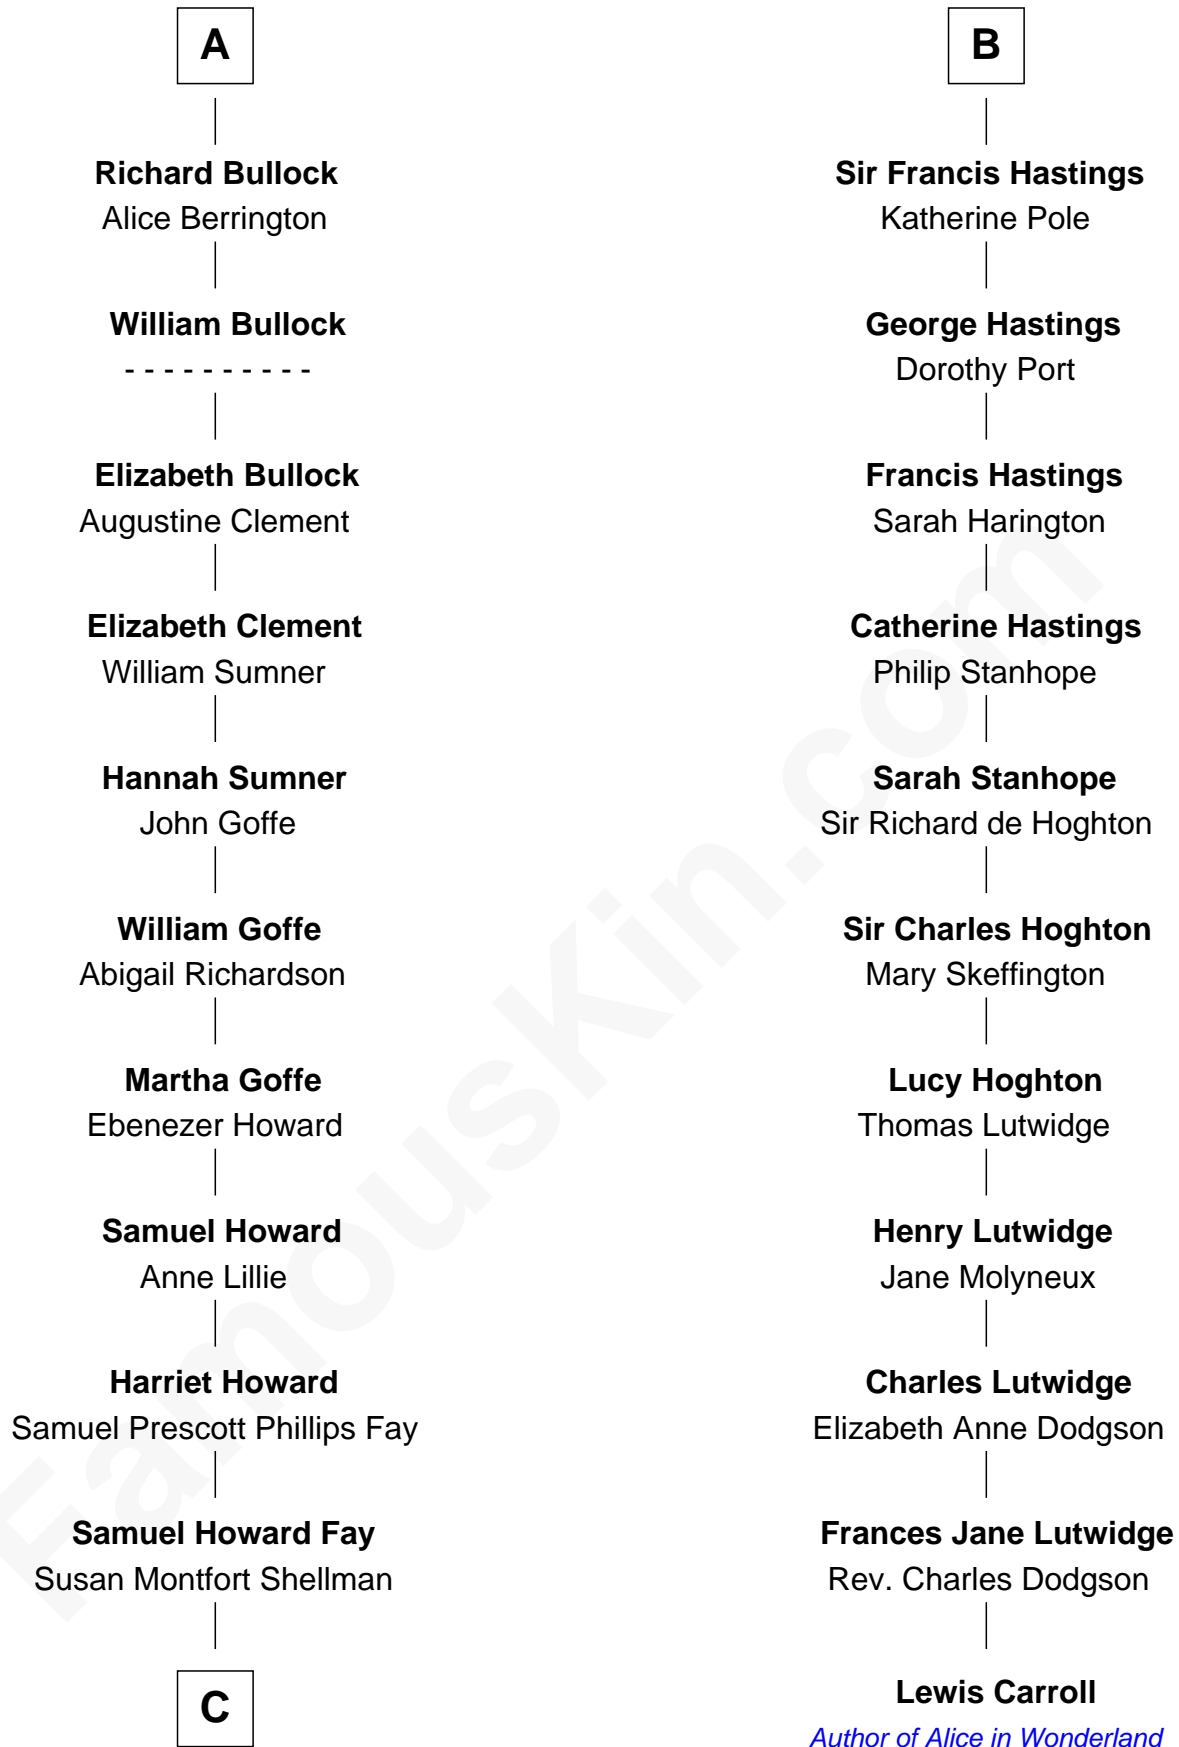 A
Richard Bullock
Alice Berrington
William Bullock
- - - - - - - - - -
Elizabeth Bullock
Augustine Clement
Elizabeth Clement
William Sumner
Hannah Sumner
John Goffe
William Goffe
Abigail Richardson
Martha Goffe
Ebenezer Howard
Samuel Howard
Anne Lillie
Harriet Howard
Samuel Prescott Phillips Fay
Samuel Howard Fay
Susan Montfort Shellman
C
B
Sir Francis Hastings
Katherine Pole
George Hastings
Dorothy Port
Francis Hastings
Sarah Harington
Catherine Hastings
Philip Stanhope
Sarah Stanhope
Sir Richard de Hoghton
Sir Charles Hoghton
Mary Skeffington
Lucy Hoghton
Thomas Lutwidge
Henry Lutwidge
Jane Molyneux
Charles Lutwidge
Elizabeth Anne Dodgson
Frances Jane Lutwidge
Rev. Charles Dodgson
Lewis Carroll
Author of Alice in Wonderland
FamousKin.com